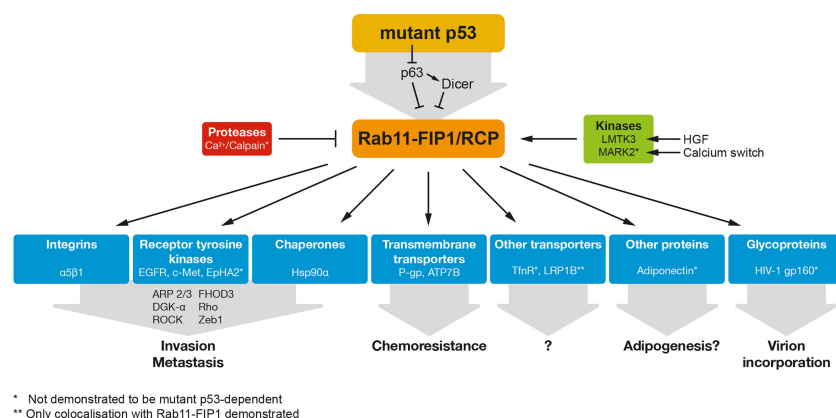 mutant p53
p63
Dicer
Proteases
Ca²⁺/Calpain*
Rab11-FIP1/RCP
Kinases
LMTK3
MARK2*
HGF
Calcium switch
Integrins
α5β1
Receptor tyrosine
kinases
EGFR, c-Met, EpHA2*
Chaperones
Hsp90α
Transmembrane
transporters
P-gp, ATP7B
Other transporters
TfnR*, LRP1B**
Other proteins
Adiponectin*
Glycoproteins
HIV-1 gp160*
ARP 2/3 FHOD3
DGK-α Rho
ROCK Zeb1
Invasion
Metastasis
Chemoresistance
?
Adipogenesis?
Virion
incorporation
* Not demonstrated to be mutant p53-dependent
** Only colocalisation with Rab11-FIP1 demonstrated